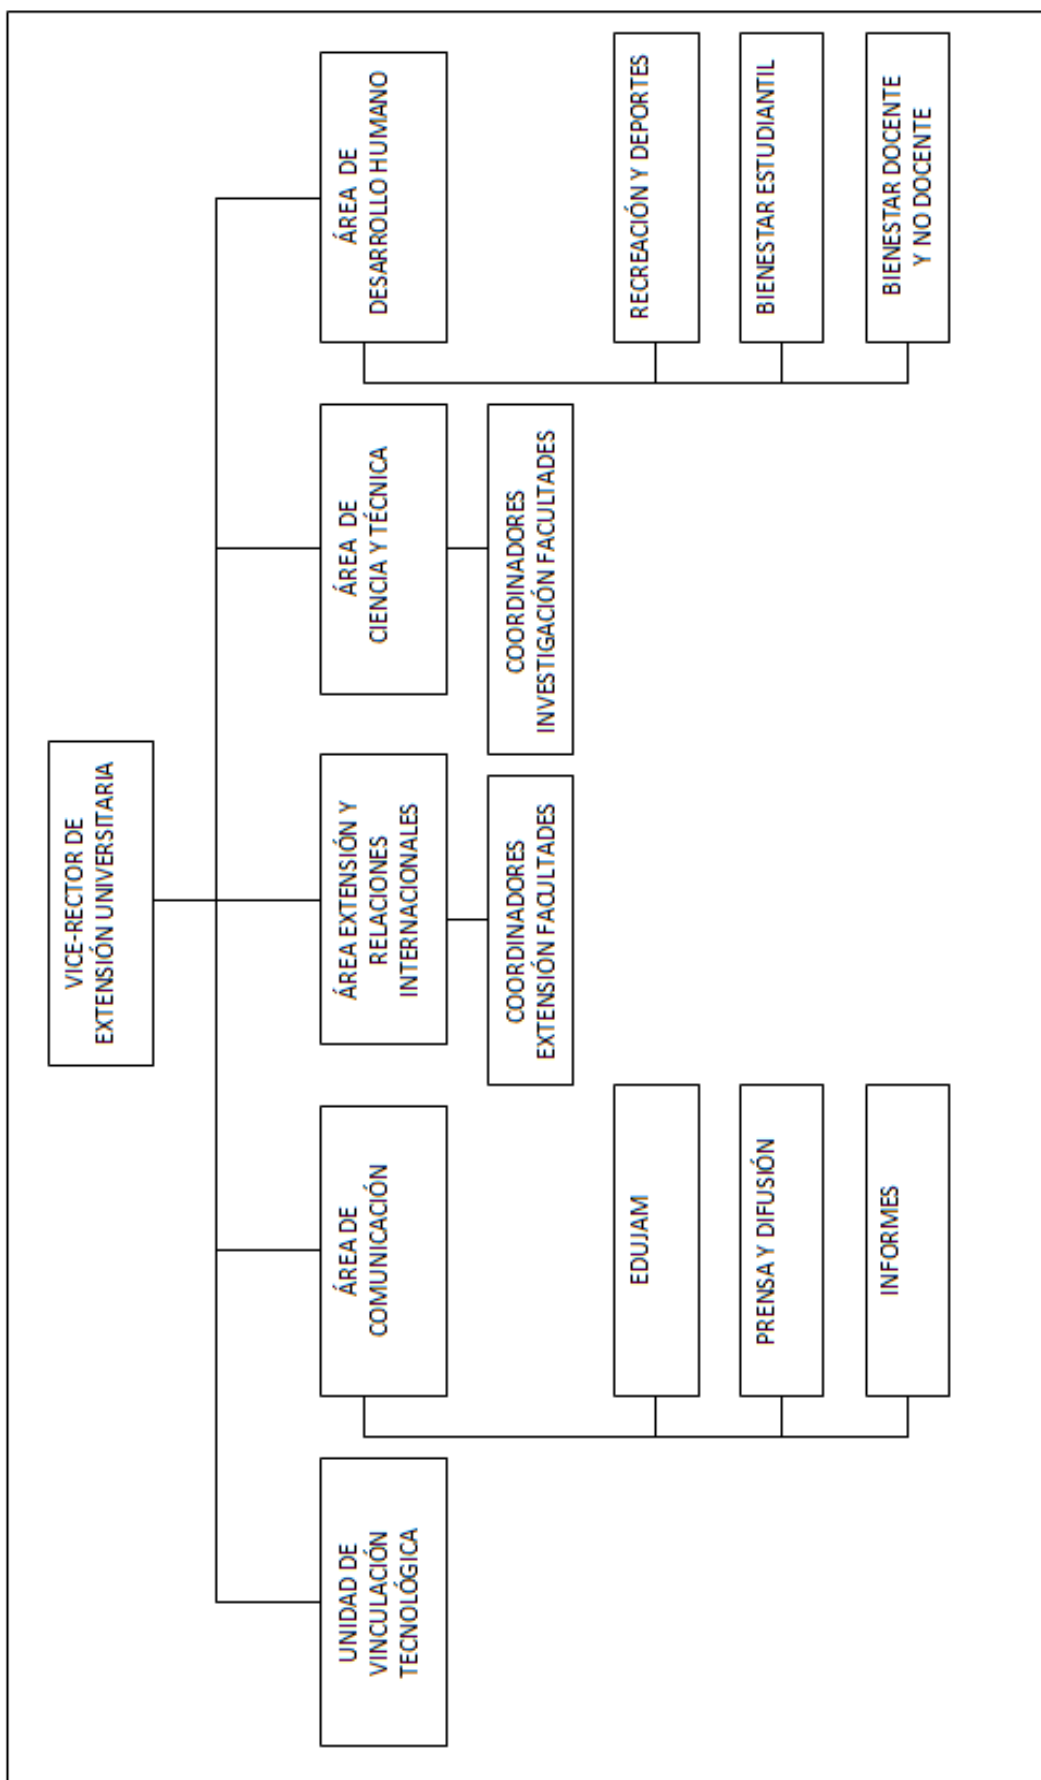 VICE-RECTOR DE
EXTENSIÓN UNIVERSITARIA
UNIDAD DE
VINCULACIÓN
TECNOLÓGICA
ÁREA DE
COMUNICACIÓN
ÁREA EXTENSIÓN Y
RELACIONES
INTERNACIONALES
ÁREA DE
CIENCIA Y TÉCNICA
ÁREA DE
DESARROLLO HUMANO
COORDINADORES
EXTENSIÓN FACULTADES
COORDINADORES
INVESTIGACIÓN FACULTADES
EDUJAM
PRENSA Y DIFUSIÓN
INFORMES
RECREACIÓN Y DEPORTES
BIENESTAR ESTUDIANTIL
BIENESTAR DOCENTE
Y NO DOCENTE